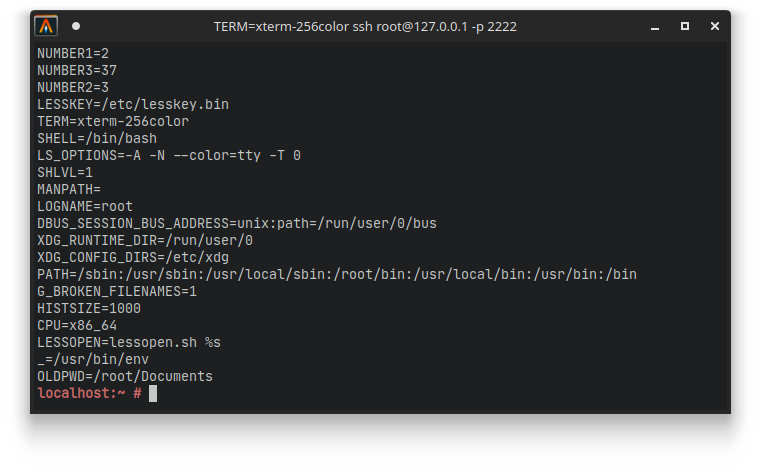 TERM=xterm-256color ssh root@127.0.0.1 -p 2222
NUMBER1=2
NUMBER3=37
NUMBER2=3
LESSKEY=/etc/lesskey.bin
TERM=xterm-256color
SHELL=/bin/bash
LS_OPTIONS=-A -N --color=tty -T 0
SHLVL=1
MANPATH=
LOGNAME=root
DBUS_SESSION_BUS_ADDRESS=unix:path=/run/user/0/bus
XDG_RUNTIME_DIR=/run/user/0
XDG_CONFIG_DIRS=/etc/xdg
PATH=/sbin:/usr/sbin:/usr/local/sbin:/root/bin:/usr/local/bin:/usr/bin:/bin
G_BROKEN_FILENAMES=1
HISTSIZE=1000
CPU=x86_64
LESSOPEN=lessopen.sh %s
_=/usr/bin/env
OLDPWD=/root/Documents
localhost:~ #